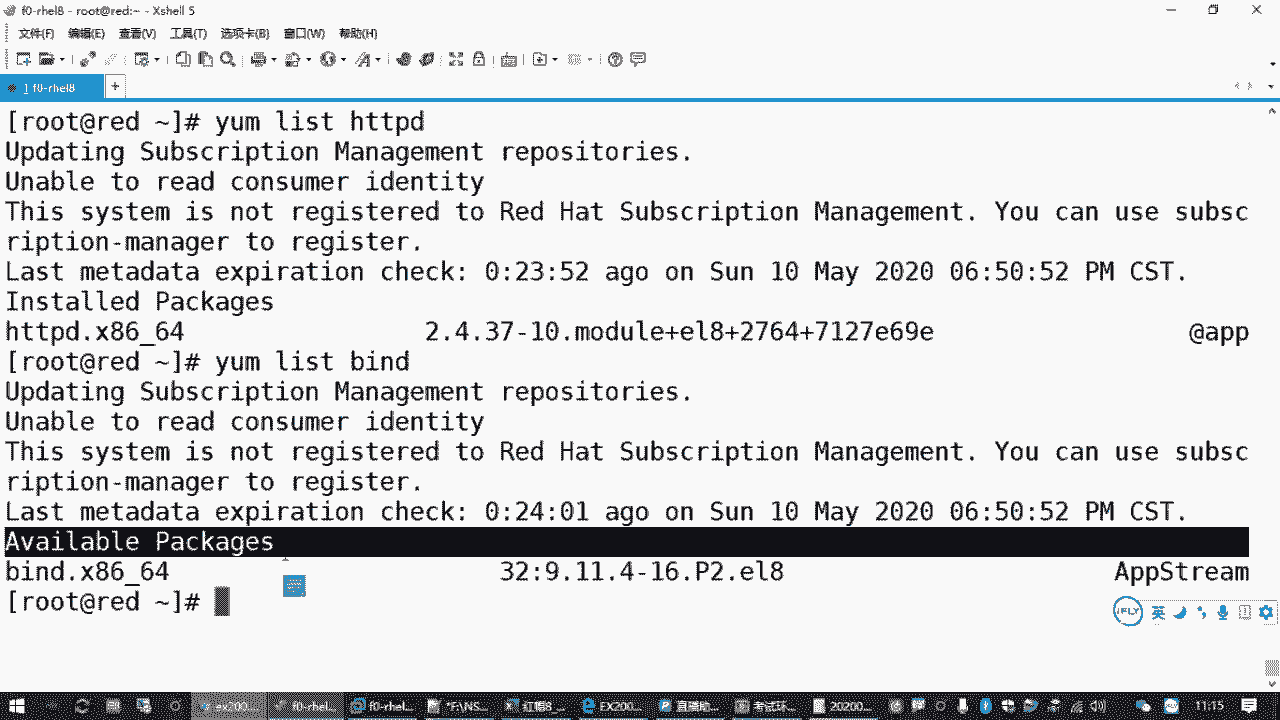 f0-rhel8 - root@red:~ - Xshell 5
文件(F) 编辑(E) 查看(V) 工具(T) 选项卡(B) 窗口(W) 帮助(H)
1 f0-rhel8
[root@red ~]# yum list httpd
Updating Subscription Management repositories.
Unable to read consumer identity
This system is not registered to Red Hat Subscription Management. You can use subsc
ription-manager to register.
Last metadata expiration check: 0:23:52 ago on Sun 10 May 2020 06:50:52 PM CST.
Installed Packages
httpd.x86_64 2.4.37-10.module+el8+2764+7127e69e @app
[root@red ~]# yum list bind
Updating Subscription Management repositories.
Unable to read consumer identity
This system is not registered to Red Hat Subscription Management. You can use subsc
ription-manager to register.
Last metadata expiration check: 0:24:01 ago on Sun 10 May 2020 06:50:52 PM CST.
Available Packages
bind.x86_64 32:9.11.4-16.P2.el8 AppStream
[root@red ~]#
iFLY 英
ex200... f0-rhel... f0-rhel... *F:\NS... 红帽8_... EX200... 直播助... 考试环... 20200... 11:15